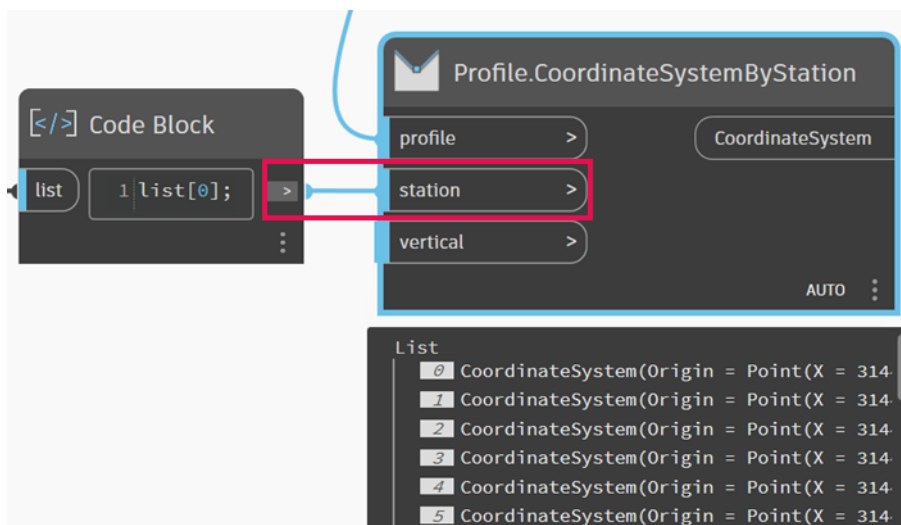 Profile.CoordinateSystemByStation
[</>] Code Block
profile >
CoordinateSystem
list
1 list[0];
>
station >
vertical >
AUTO
List
0 CoordinateSystem(Origin = Point(X = 314
1 CoordinateSystem(Origin = Point(X = 314
2 CoordinateSystem(Origin = Point(X = 314
3 CoordinateSystem(Origin = Point(X = 314
4 CoordinateSystem(Origin = Point(X = 314
5 CoordinateSystem(Origin = Point(X = 314